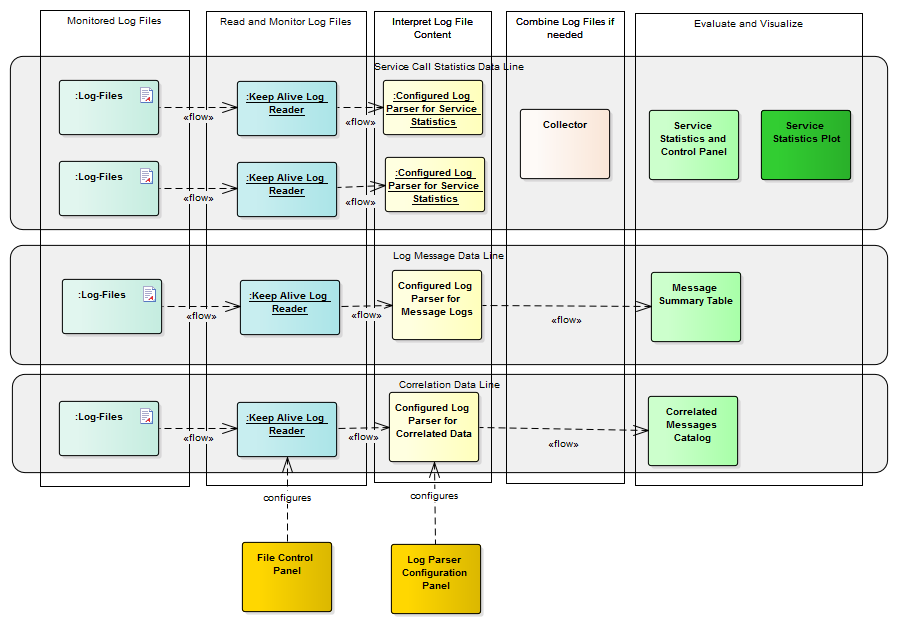 Monitored Log Files
Read and Monitor Log Files
Interpret Log File
Content
Combine Log Files if
needed
Evaluate and Visualize
Service Call Statistics Data Line
:Log-Files
«flow»
:Keep Alive Log
Reader
«flow»
:Configured Log
Parser for Service
Statistics
Collector
Service
Statistics and
Control Panel
Service
Statistics Plot
:Log-Files
«flow»
:Keep Alive Log
Reader
«flow»
:Configured Log
Parser for Service
Statistics
Log Message Data Line
:Log-Files
«flow»
:Keep Alive Log
Reader
«flow»
Configured Log
Parser for
Message Logs
«flow»
Message
Summary Table
Correlation Data Line
:Log-Files
«flow»
:Keep Alive Log
Reader
«flow»
Configured Log
Parser for
Correlated Data
«flow»
Correlated
Messages
Catalog
configures
configures
File Control
Panel
Log Parser
Configuration
Panel